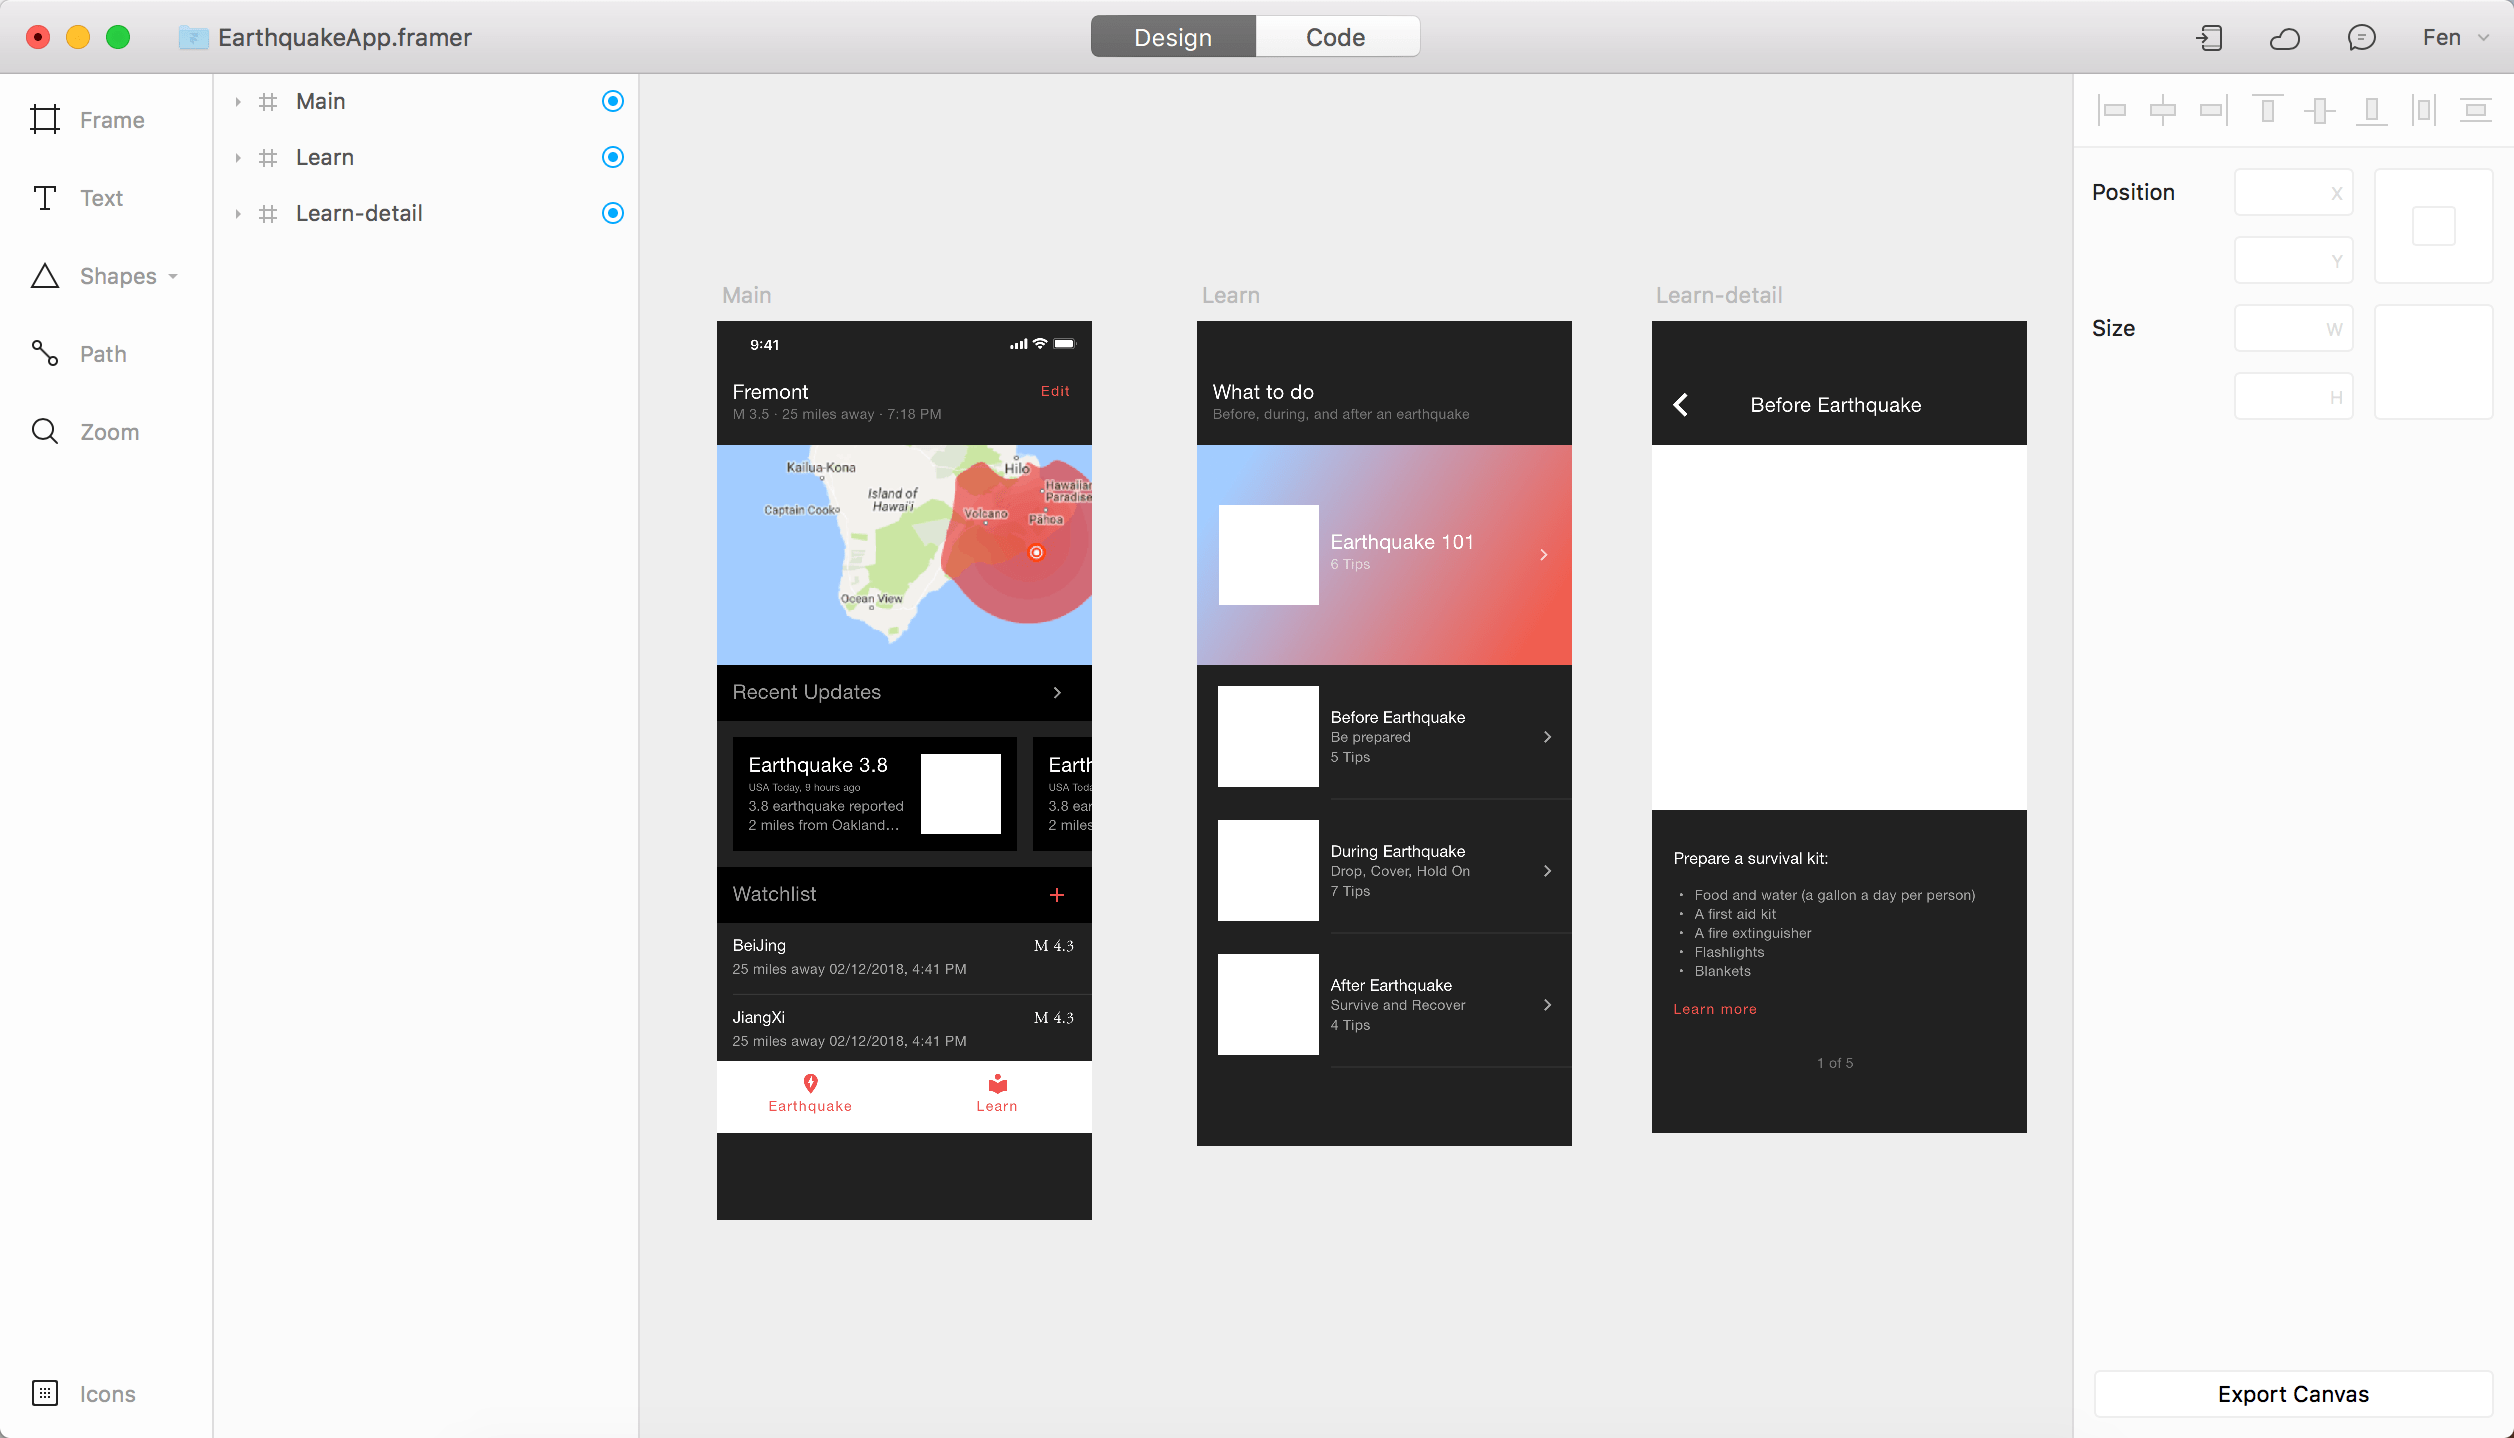 EarthquakeApp.framer
Design
Code
Fen
Frame
Text
Shapes
Path
Zoom
Icons
Main
Learn
Learn-detail
Main
9:41
Fremont
Edit
M 3.5 · 25 miles away · 7:18 PM
Kailua-Kona
Hilo
Island of
Hawai'i
Hawaiian
Paradise
Captain Cook
Volcano
Pāhoa
Ocean View
Recent Updates
Earthquake 3.8
USA Today, 9 hours ago
3.8 earthquake reported
2 miles from Oakland...
Earth
USA Toda
3.8 ear
2 miles
Watchlist
BeiJing
M 4.3
25 miles away 02/12/2018, 4:41 PM
JiangXi
M 4.3
25 miles away 02/12/2018, 4:41 PM
Earthquake
Learn
Learn
What to do
Before, during, and after an earthquake
Earthquake 101
6 Tips
Before Earthquake
Be prepared
5 Tips
During Earthquake
Drop, Cover, Hold On
7 Tips
After Earthquake
Survive and Recover
4 Tips
Learn-detail
Before Earthquake
Prepare a survival kit:
• Food and water (a gallon a day per person)
• A first aid kit
• A fire extinguisher
• Flashlights
• Blankets
Learn more
1 of 5
Position
X
Y
Size
W
H
Export Canvas